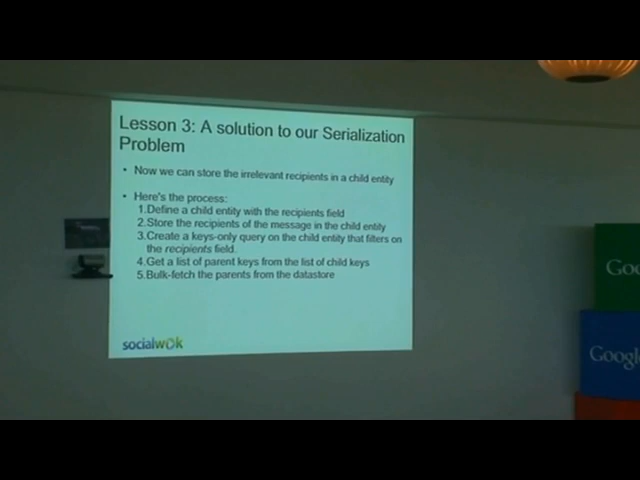 Lesson 3: A solution to our Serialization
Problem
• Now we can store the irrelevant recipients in a child entity
• Here's the process:
1.Define a child entity with the recipients field
2.Store the recipients of the message in the child entity
3.Create a keys-only query on the child entity that filters on
the recipients field.
4.Get a list of parent keys from the list of child keys
5.Bulk-fetch the parents from the datastore
socialwok
Goo
Google